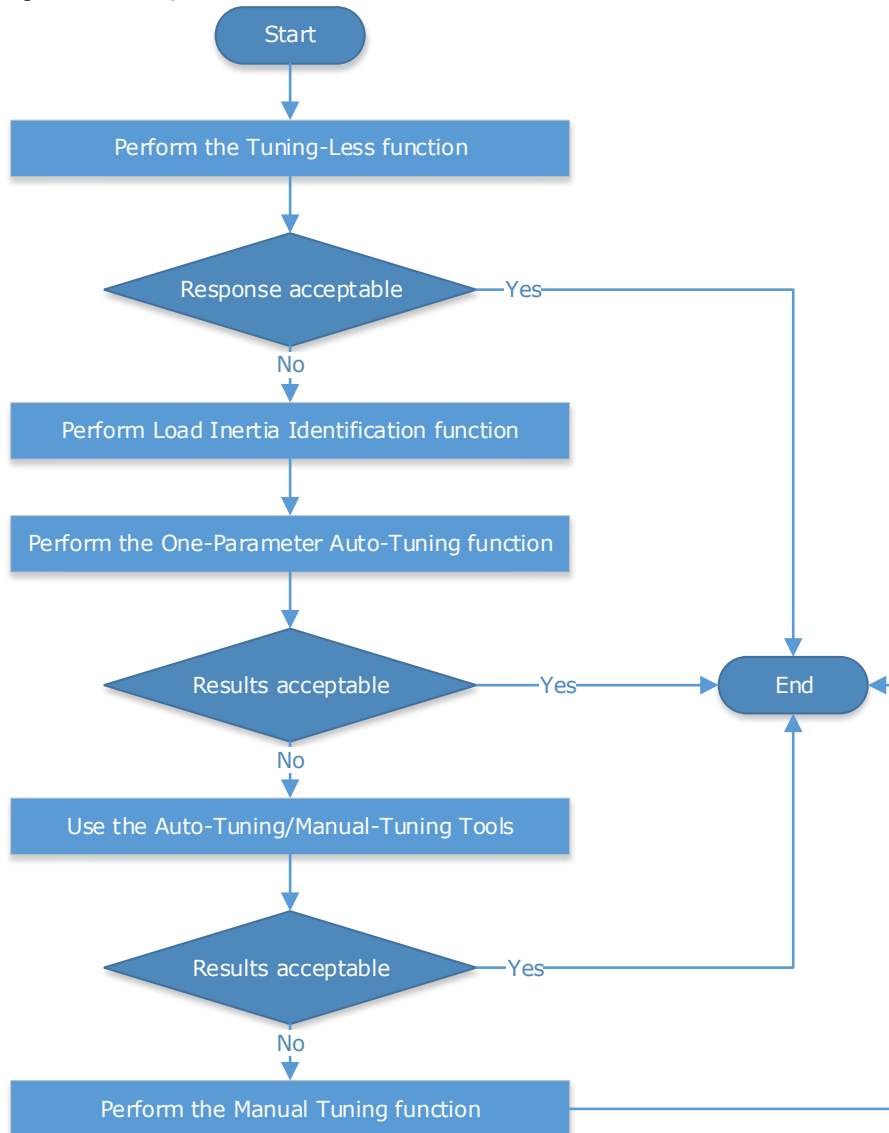 Start
Perform the Tuning-Less function
Response acceptable
Yes
No
Perform Load Inertia Identification function
Perform the One-Parameter Auto-Tuning function
Results acceptable
Yes
End
No
Use the Auto-Tuning/Manual-Tuning Tools
Results acceptable
Yes
No
Perform the Manual Tuning function